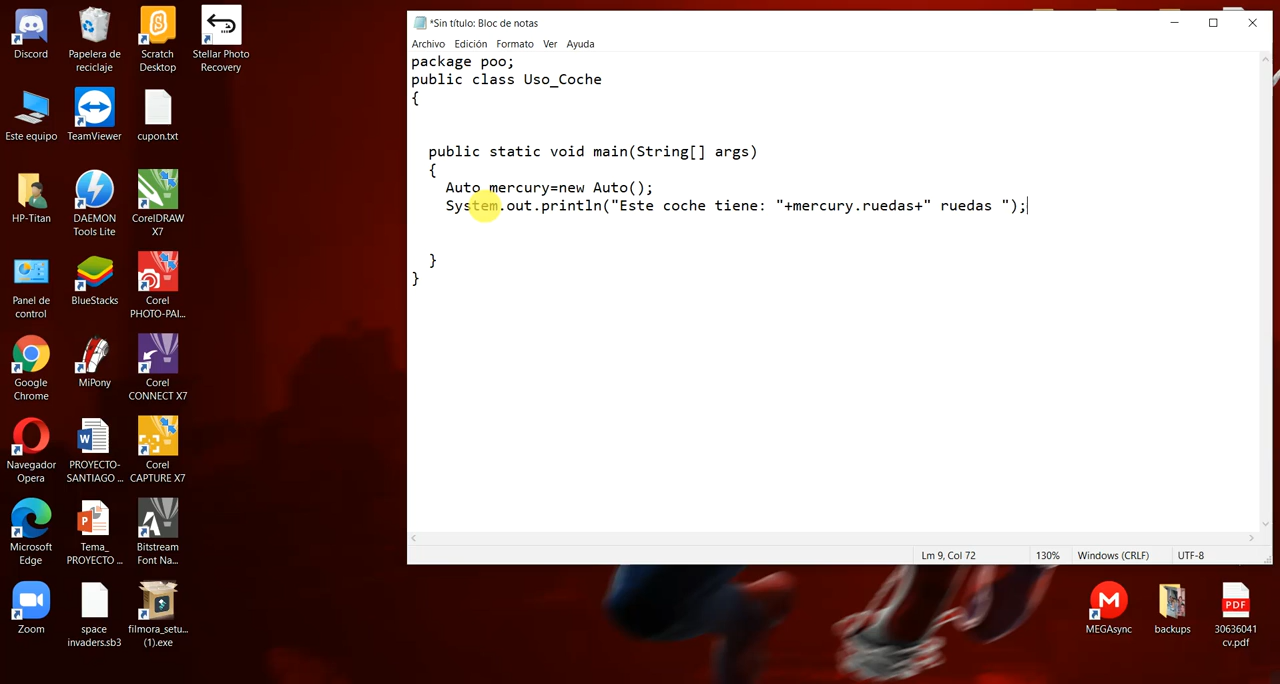 *Sin título: Bloc de notas
Archivo Edición Formato Ver Ayuda
package poo;
public class Uso_Coche
{
public static void main(String[] args)
{
Auto mercury=new Auto();
System.out.println("Este coche tiene: "+mercury.ruedas+" ruedas ");
}
}
Lm 9, Col 72 130% Windows (CRLF) UTF-8
Discord
Papelera de
reciclaje
Scratch
Desktop
Stellar Photo
Recovery
Este equipo
TeamViewer
cupon.txt
HP-Titan
DAEMON
Tools Lite
CorelDRAW
X7
Panel de
control
BlueStacks
Corel
PHOTO-PAI...
Google
Chrome
MiPony
Corel
CONNECT X7
Navegador
Opera
PROYECTO-
SANTIAGO ...
Corel
CAPTURE X7
Microsoft
Edge
Tema_
PROYECTO ...
Bitstream
Font Na...
Zoom
space
invaders.sb3
filmora_setu...
(1).exe
MEGAsync
backups
PDF
30636041
cv.pdf